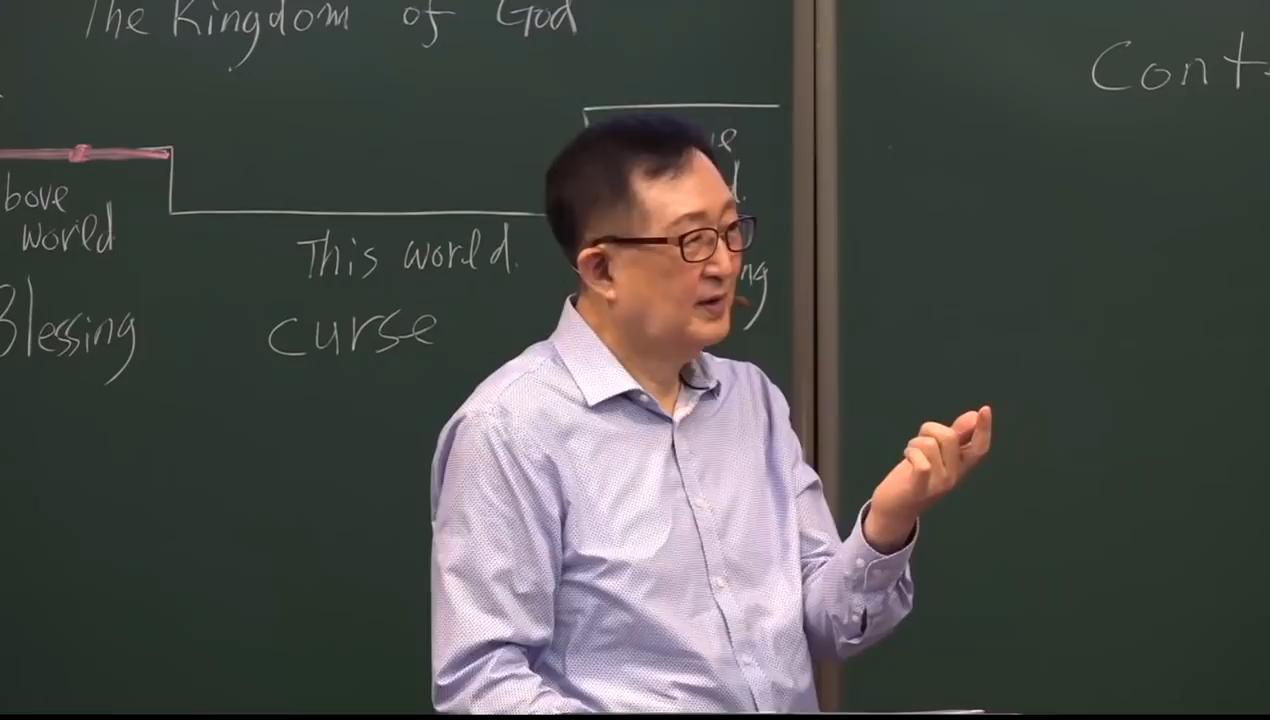 The Kingdom of God
Cont
bove
world
This world.
Blessing
curse